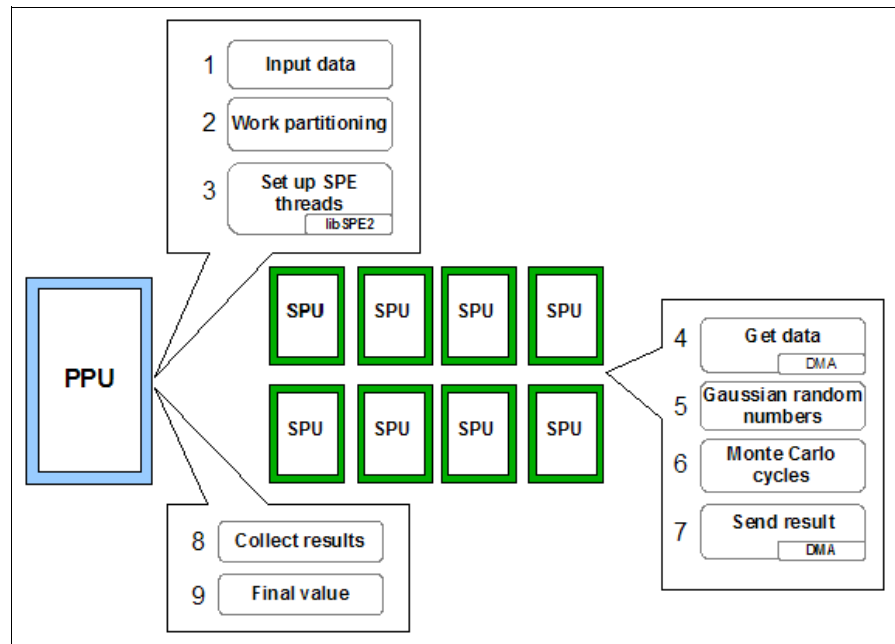 1 Input data
2 Work partitioning
3 Set up SPE
threads
libSPE2
PPU
SPU SPU SPU SPU
SPU SPU SPU SPU
4 Get data
DMA
5 Gaussian random
numbers
6 Monte Carlo
cycles
7 Send result
DMA
8 Collect results
9 Final value